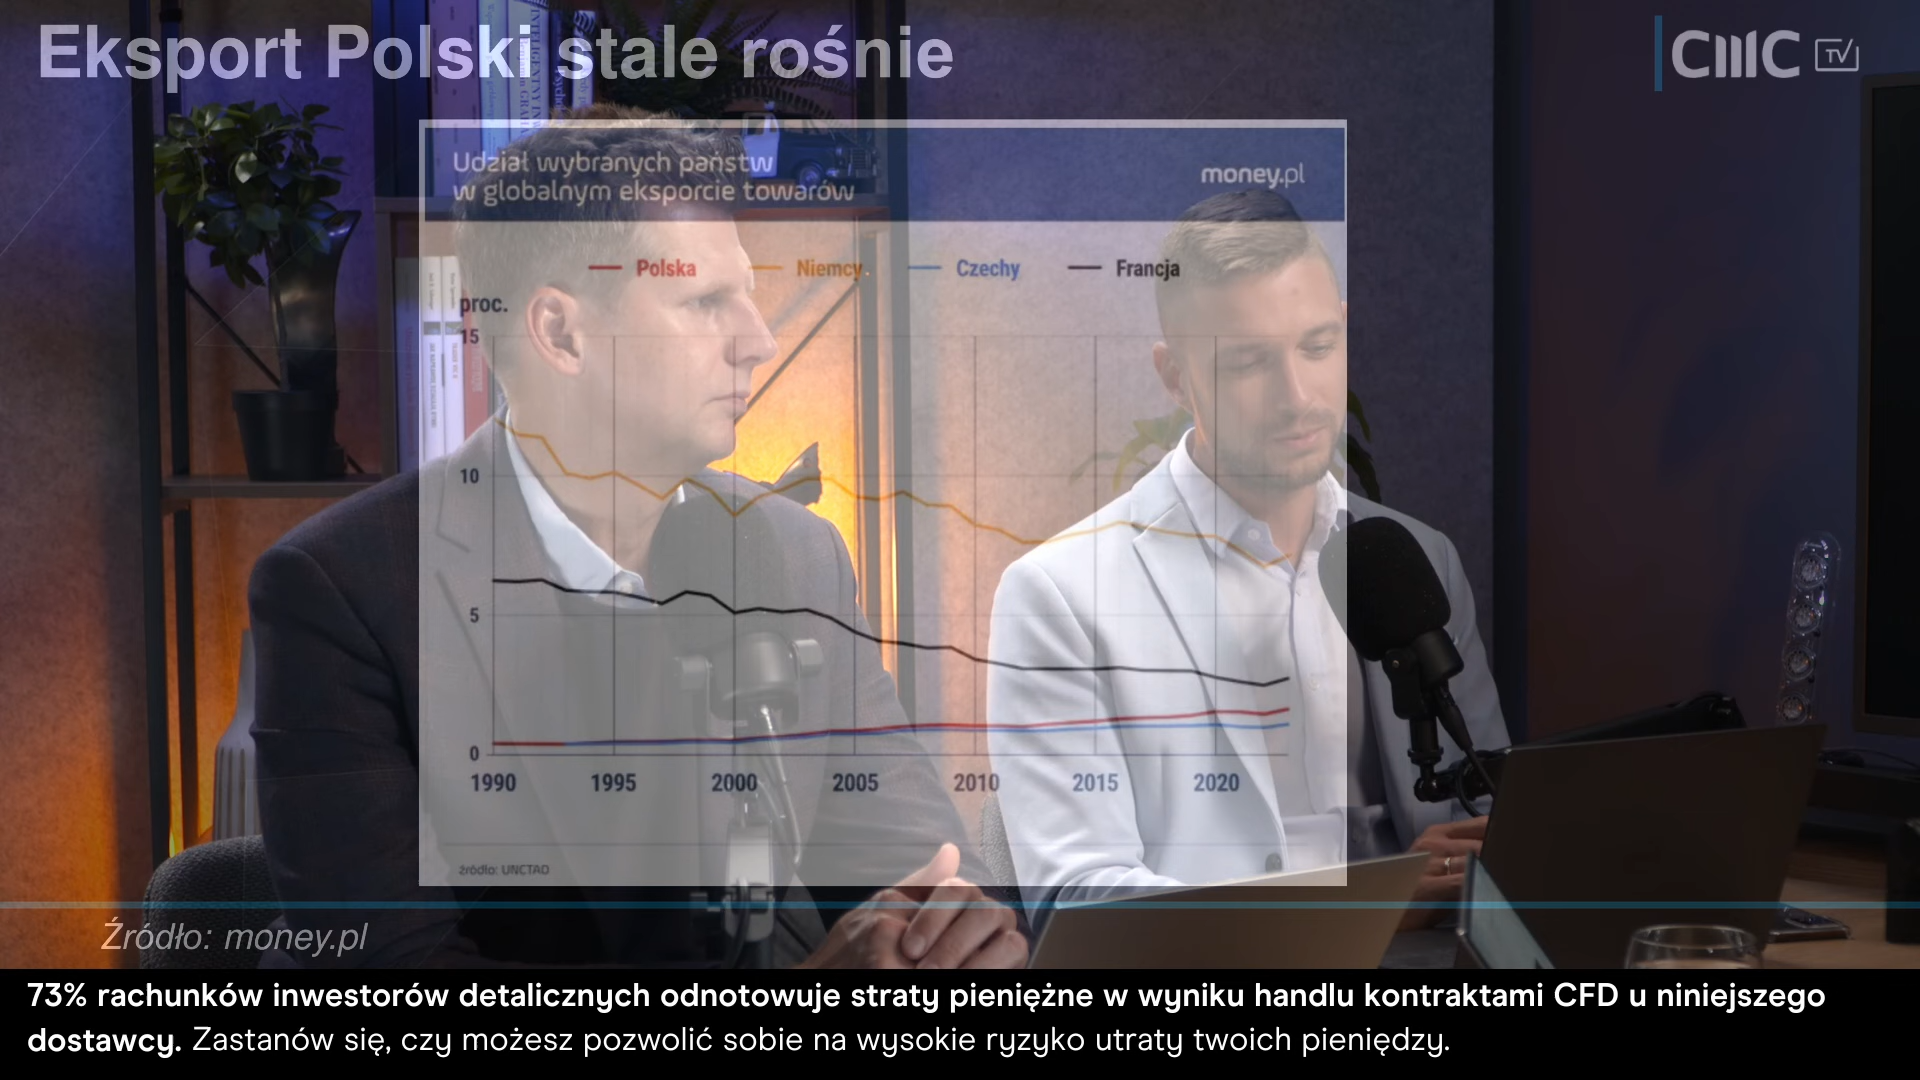 Eksport Polski stale rośnie
CMC TV
Udział wybranych państw
w globalnym eksporcie towarów
money.pl
Polska Niemcy Czechy Francja
proc.
15
10
5
0
1990 1995 2000 2005 2010 2015 2020
źródło: UNCTAD
Źródło: money.pl
73% rachunków inwestorów detalicznych odnotowuje straty pieniężne w wyniku handlu kontraktami CFD u niniejszego
dostawcy. Zastanów się, czy możesz pozwolić sobie na wysokie ryzyko utraty twoich pieniędzy.